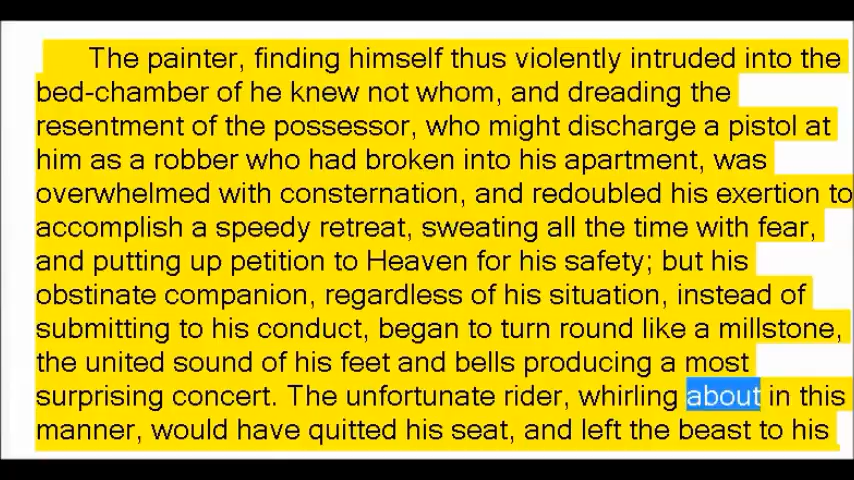 The painter, finding himself thus violently intruded into the
bed-chamber of he knew not whom, and dreading the
resentment of the possessor, who might discharge a pistol at
him as a robber who had broken into his apartment, was
overwhelmed with consternation, and redoubled his exertion to
accomplish a speedy retreat, sweating all the time with fear,
and putting up petition to Heaven for his safety; but his
obstinate companion, regardless of his situation, instead of
submitting to his conduct, began to turn round like a millstone,
the united sound of his feet and bells producing a most
surprising concert. The unfortunate rider, whirling about in this
manner, would have quitted his seat, and left the beast to his